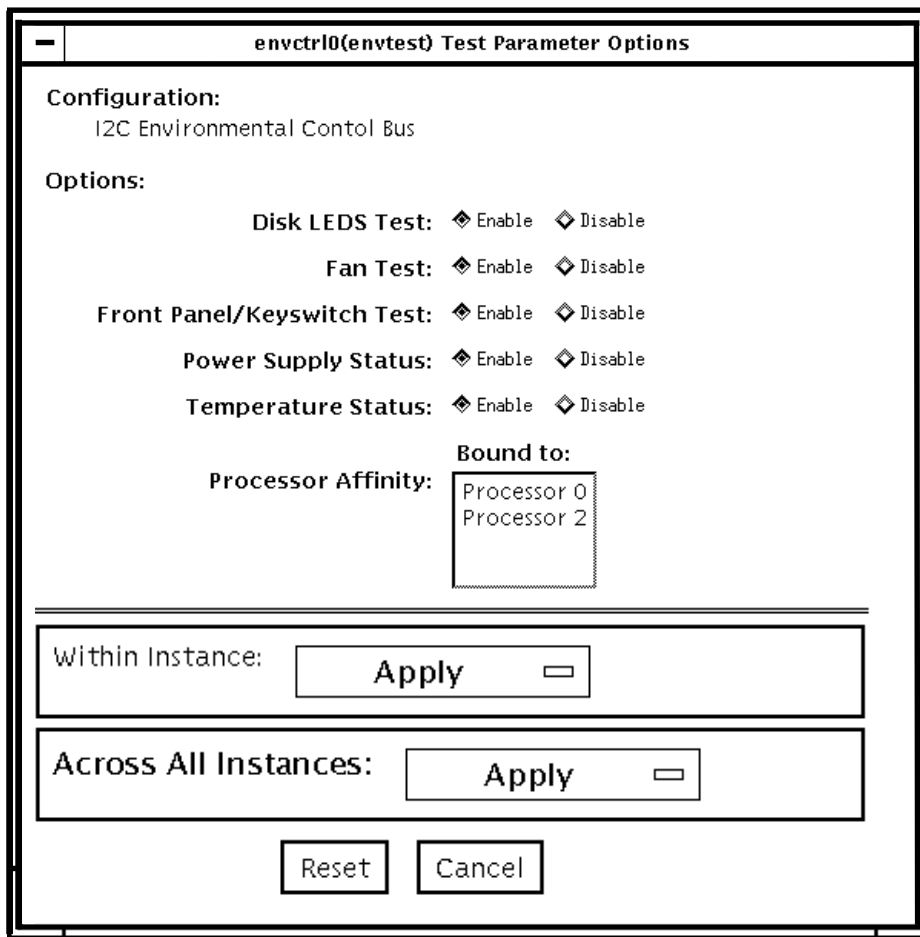 envctrl0(envtest) Test Parameter Options
Configuration:
I2C Environmental Contol Bus
Options:
Disk LEDS Test: Enable Disable
Fan Test: Enable Disable
Front Panel/Keyswitch Test: Enable Disable
Power Supply Status: Enable Disable
Temperature Status: Enable Disable
Bound to:
Processor Affinity:
Processor 0
Processor 2
Within Instance: Apply
Across All Instances: Apply
Reset Cancel